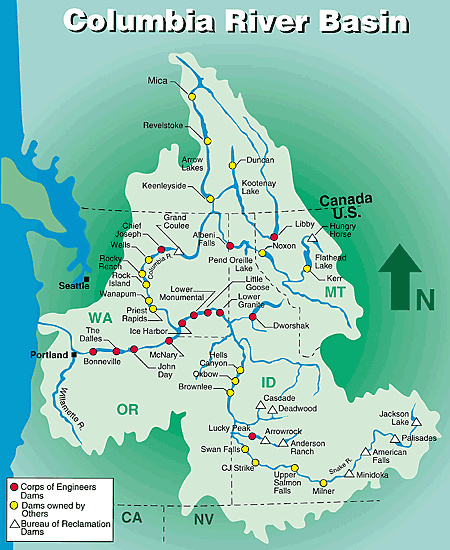 Columbia River Basin
Mica
Revelstoke
Arrow
Lakes
Duncan
Kootenay
Lake
Keenleyside
Canada
U.S.
Grand
Coulee
Chief
Joseph
Albeni
Falls
Libby
Hungry
Horse
Wells
Noxon
Pend Oreille
Lake
Flathead
Lake
Rocky
Reach
Columbia R.
Kerr
Rock
Island
Seattle
Wanapum
Little
Goose
Lower
Monumental
Lower
Granite
MT
N
WA
Priest
Rapids
Ice Harbor
Dworshak
The
Dalles
Portland
Bonneville
McNary
John
Day
Hells
Canyon
Oxbow
Brownlee
ID
Willamette R.
OR
Cascade
Deadwood
Jackson
Lake
Lucky Peak
Arrowrock
Anderson
Ranch
Palisades
Swan Falls
American
Falls
CJ Strike
Snake R.
Upper
Salmon
Falls
Minidoka
Milner
Corps of Engineers
Dams
Dams owned by
Others
Bureau of Reclamation
Dams
CA
NV